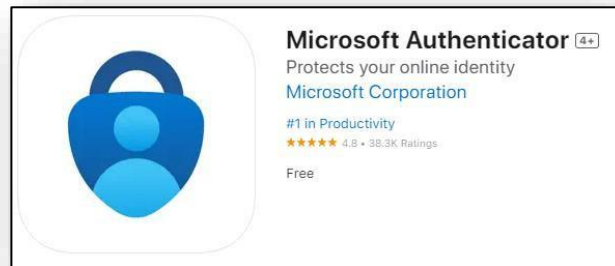 Microsoft Authenticator 4+
Protects your online identity
Microsoft Corporation
#1 in Productivity
★★★★★ 4.8 • 38.3K Ratings
Free